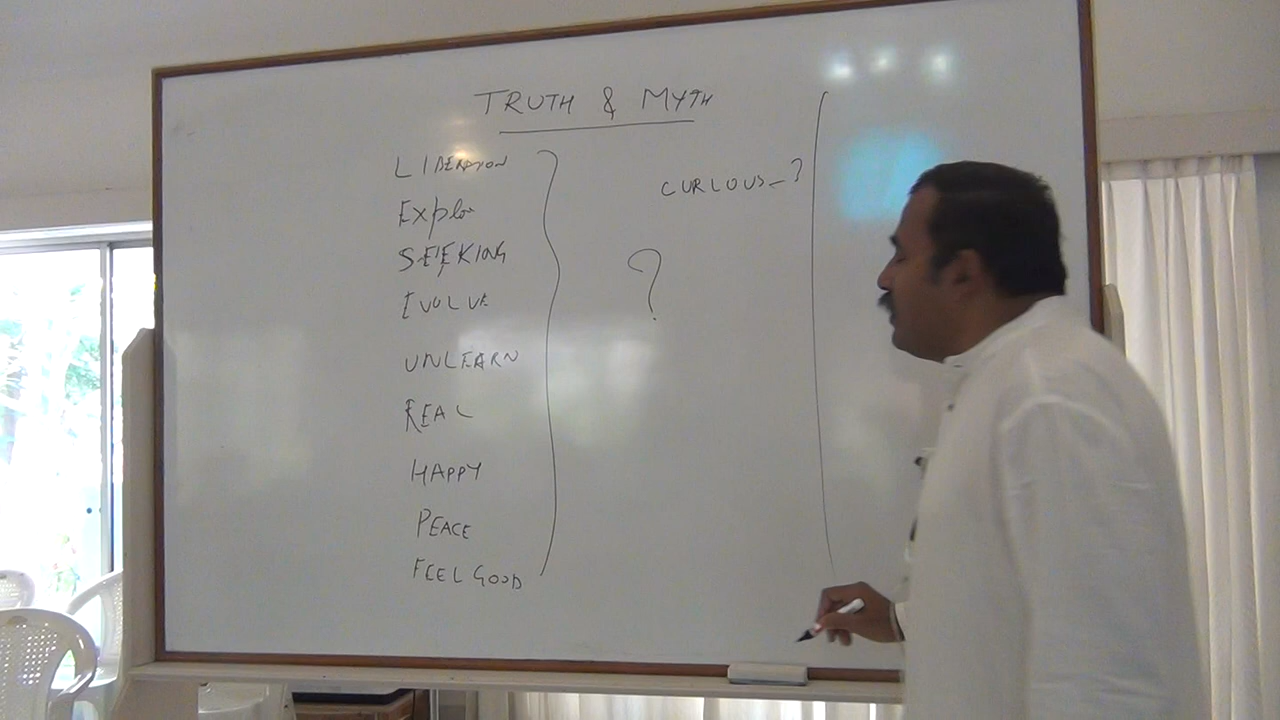 TRUTH & MYTH
LIBERATION
Explo
SEEKING
EVOLVE
UNLEARN
REAL
HAPPY
PEACE
FEEL GOOD
CURIOUS - ?
?